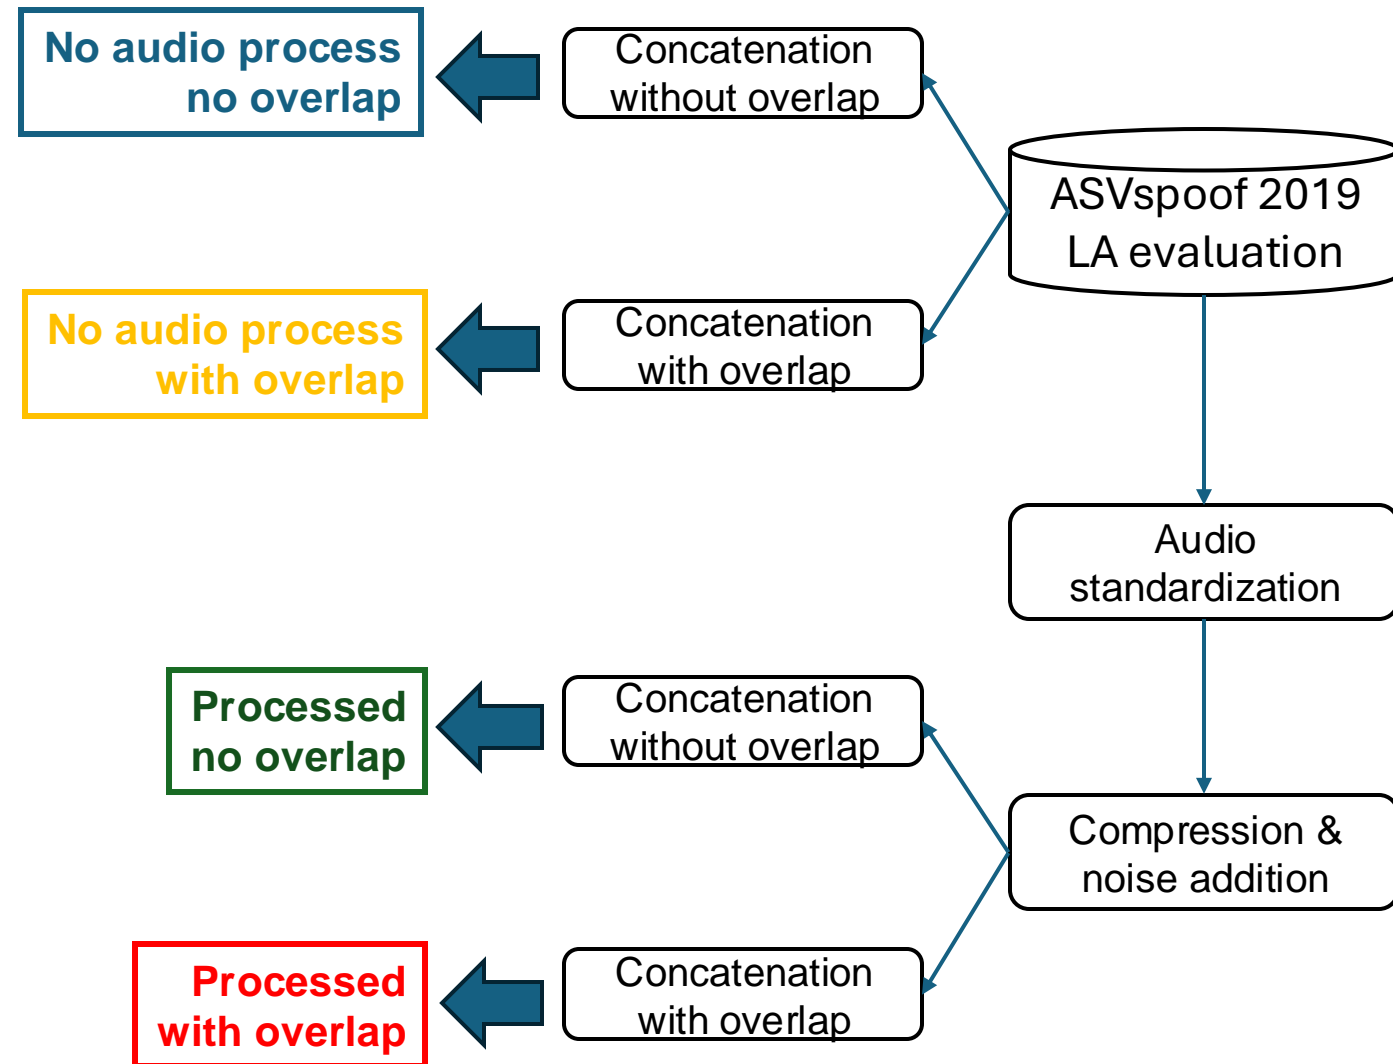 No audio process
no overlap
Concatenation
without overlap
ASVspoof 2019
LA evaluation
No audio process
with overlap
Concatenation
with overlap
Audio
standardization
Processed
no overlap
Concatenation
without overlap
Compression &
noise addition
Processed
with overlap
Concatenation
with overlap